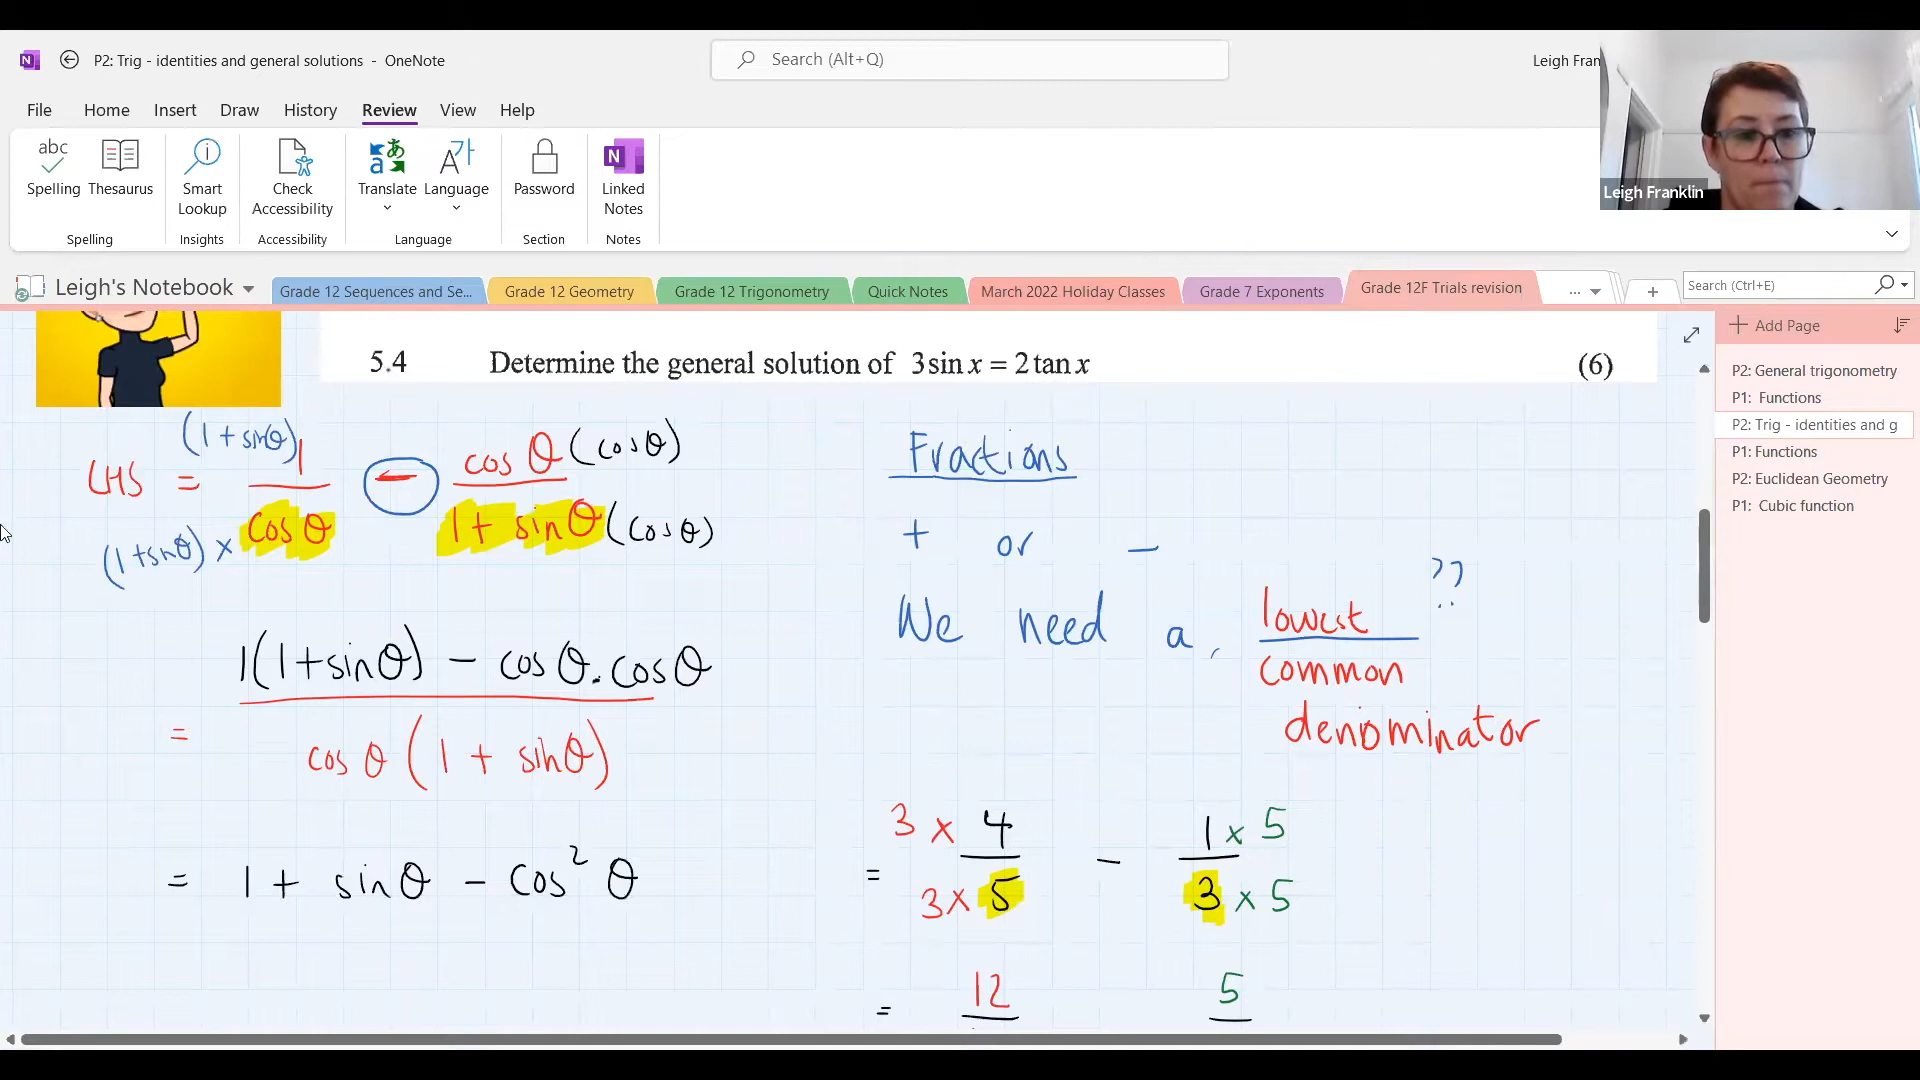 P2: Trig - identities and general solutions - OneNote
Search (Alt+Q)
Leigh Fran
File Home Insert Draw History Review View Help
abc
Spelling
Thesaurus
Smart Lookup
Check Accessibility
Translate
Language
Password
Linked Notes
Spelling Insights Accessibility Language Section Notes
Leigh Franklin
Leigh's Notebook
Grade 12 Sequences and Se...
Grade 12 Geometry
Grade 12 Trigonometry
Quick Notes
March 2022 Holiday Classes
Grade 7 Exponents
Grade 12F Trials revision
...
Search (Ctrl+E)
Add Page
P2: General trigonometry
P1: Functions
P2: Trig - identities and g
P1: Functions
P2: Euclidean Geometry
P1: Cubic function
5.4 Determine the general solution of 3 sin x = 2 tan x (6)
(1 + sinθ) 1 cos θ (cosθ)
LHS = −
(1+sinθ) × cos θ 1 + sin θ (cosθ)
1(1+sinθ) − cosθ . cosθ
=
cos θ ( 1 + sinθ)
= 1 + sinθ − cos² θ
Fractions
+ or −
We need a lowest ??
common
denominator
3 × 4 1 × 5
= −
3 × 5 3 × 5
12 5
=